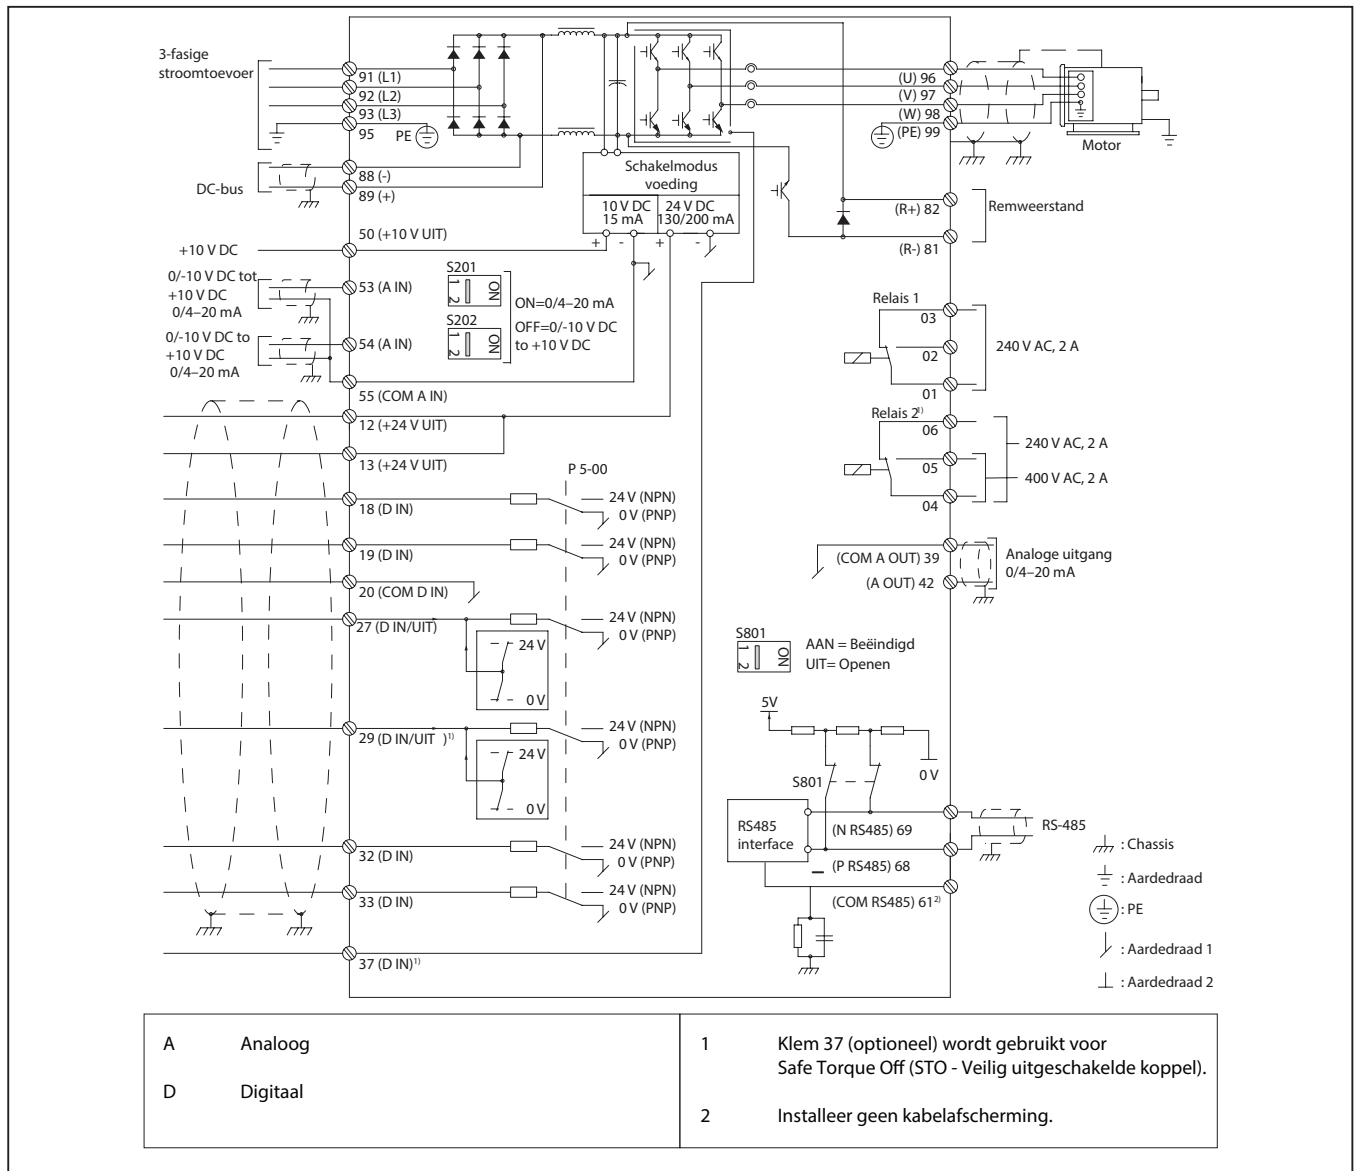 3-fasige
stroomtoevoer
91 (L1)
92 (L2)
93 (L3)
95
PE
DC-bus
88 (-)
89 (+)
+10 V DC
50 (+10 V UIT)
0/-10 V DC tot
+10 V DC
0/4–20 mA
53 (A IN)
0/-10 V DC to
+10 V DC
0/4–20 mA
54 (A IN)
55 (COM A IN)
12 (+24 V UIT)
13 (+24 V UIT)
18 (D IN)
19 (D IN)
20 (COM D IN)
27 (D IN/UIT)
29 (D IN/UIT )1)
32 (D IN)
33 (D IN)
37 (D IN)1)
S201
1 2 ON
S202
1 2 ON
ON=0/4–20 mA
OFF=0/-10 V DC
to +10 V DC
Schakelmodus
voeding
10 V DC
15 mA
24 V DC
130/200 mA
+ - + -
P 5-00
24 V (NPN)
0 V (PNP)
24 V (NPN)
0 V (PNP)
24 V (NPN)
0 V (PNP)
24 V
0 V
24 V (NPN)
0 V (PNP)
24 V
0 V
24 V (NPN)
0 V (PNP)
24 V (NPN)
0 V (PNP)
(U) 96
(V) 97
(W) 98
(PE) 99
Motor
(R+) 82
Remweerstand
(R-) 81
Relais 1
03
02
01
240 V AC, 2 A
Relais 21)
06
05
04
240 V AC, 2 A
400 V AC, 2 A
(COM A OUT) 39
(A OUT) 42
Analoge uitgang
0/4–20 mA
S801
1 2 ON
AAN = Beëindigd
UIT= Openen
5V
0 V
S801
RS485
interface
(N RS485) 69
(P RS485) 68
(COM RS485) 612)
RS-485
: Chassis
: Aardedraad
: PE
: Aardedraad 1
: Aardedraad 2
A Analoog
D Digitaal
1 Klem 37 (optioneel) wordt gebruikt voor
Safe Torque Off (STO - Veilig uitgeschakelde koppel).
2 Installeer geen kabelafscherming.